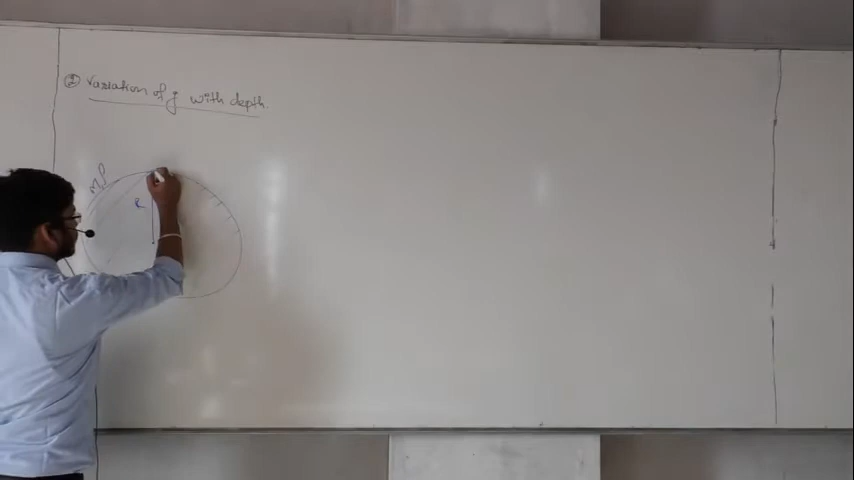 ② Variation of g with depth.
M, ρ
R